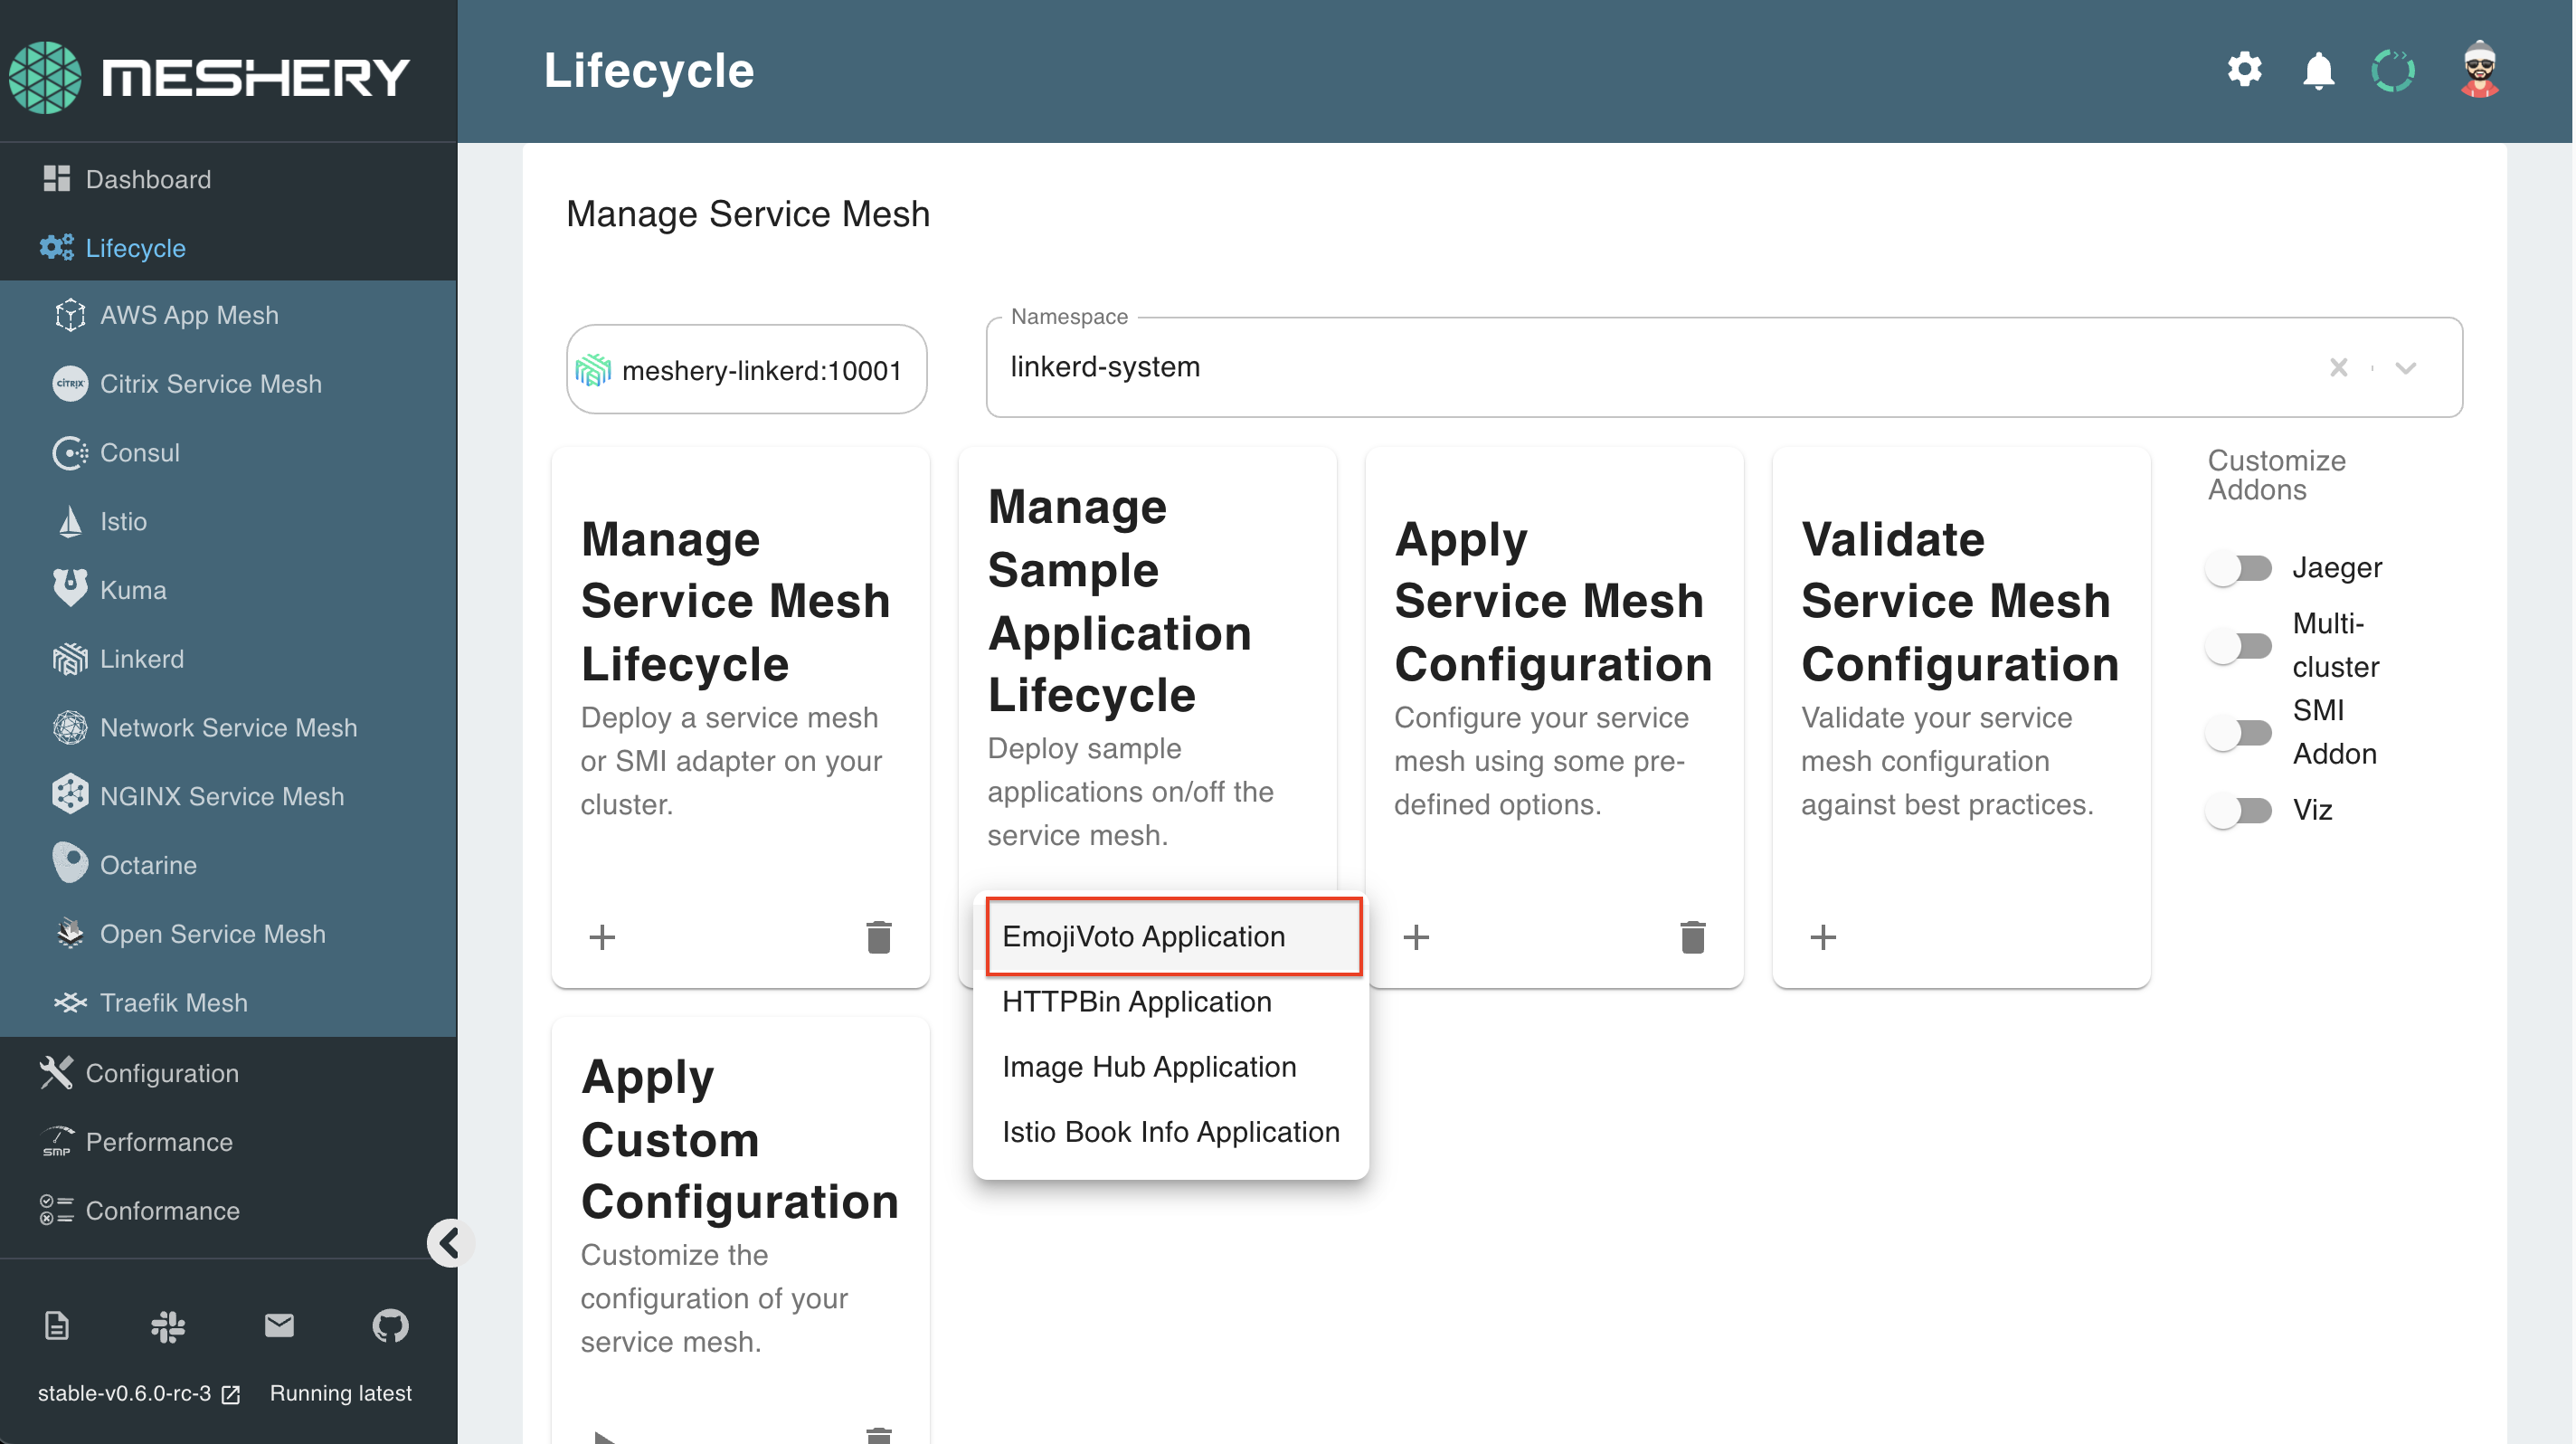 MESHERY
Lifecycle
Dashboard
Lifecycle
AWS App Mesh
CITRIX
Citrix Service Mesh
Consul
Istio
Kuma
Linkerd
Network Service Mesh
NGINX Service Mesh
Octarine
Open Service Mesh
Traefik Mesh
Configuration
SMP
Performance
Conformance
stable-v0.6.0-rc-3
Running latest
Manage Service Mesh
meshery-linkerd:10001
Namespace
linkerd-system
Manage
Service Mesh
Lifecycle
Deploy a service mesh
or SMI adapter on your
cluster.
Manage
Sample
Application
Lifecycle
Deploy sample
applications on/off the
service mesh.
EmojiVoto Application
HTTPBin Application
Image Hub Application
Istio Book Info Application
Apply
Service Mesh
Configuration
Configure your service
mesh using some pre-
defined options.
Validate
Service Mesh
Configuration
Validate your service
mesh configuration
against best practices.
Customize
Addons
Jaeger
Multi-
cluster
SMI
Addon
Viz
Apply
Custom
Configuration
Customize the
configuration of your
service mesh.